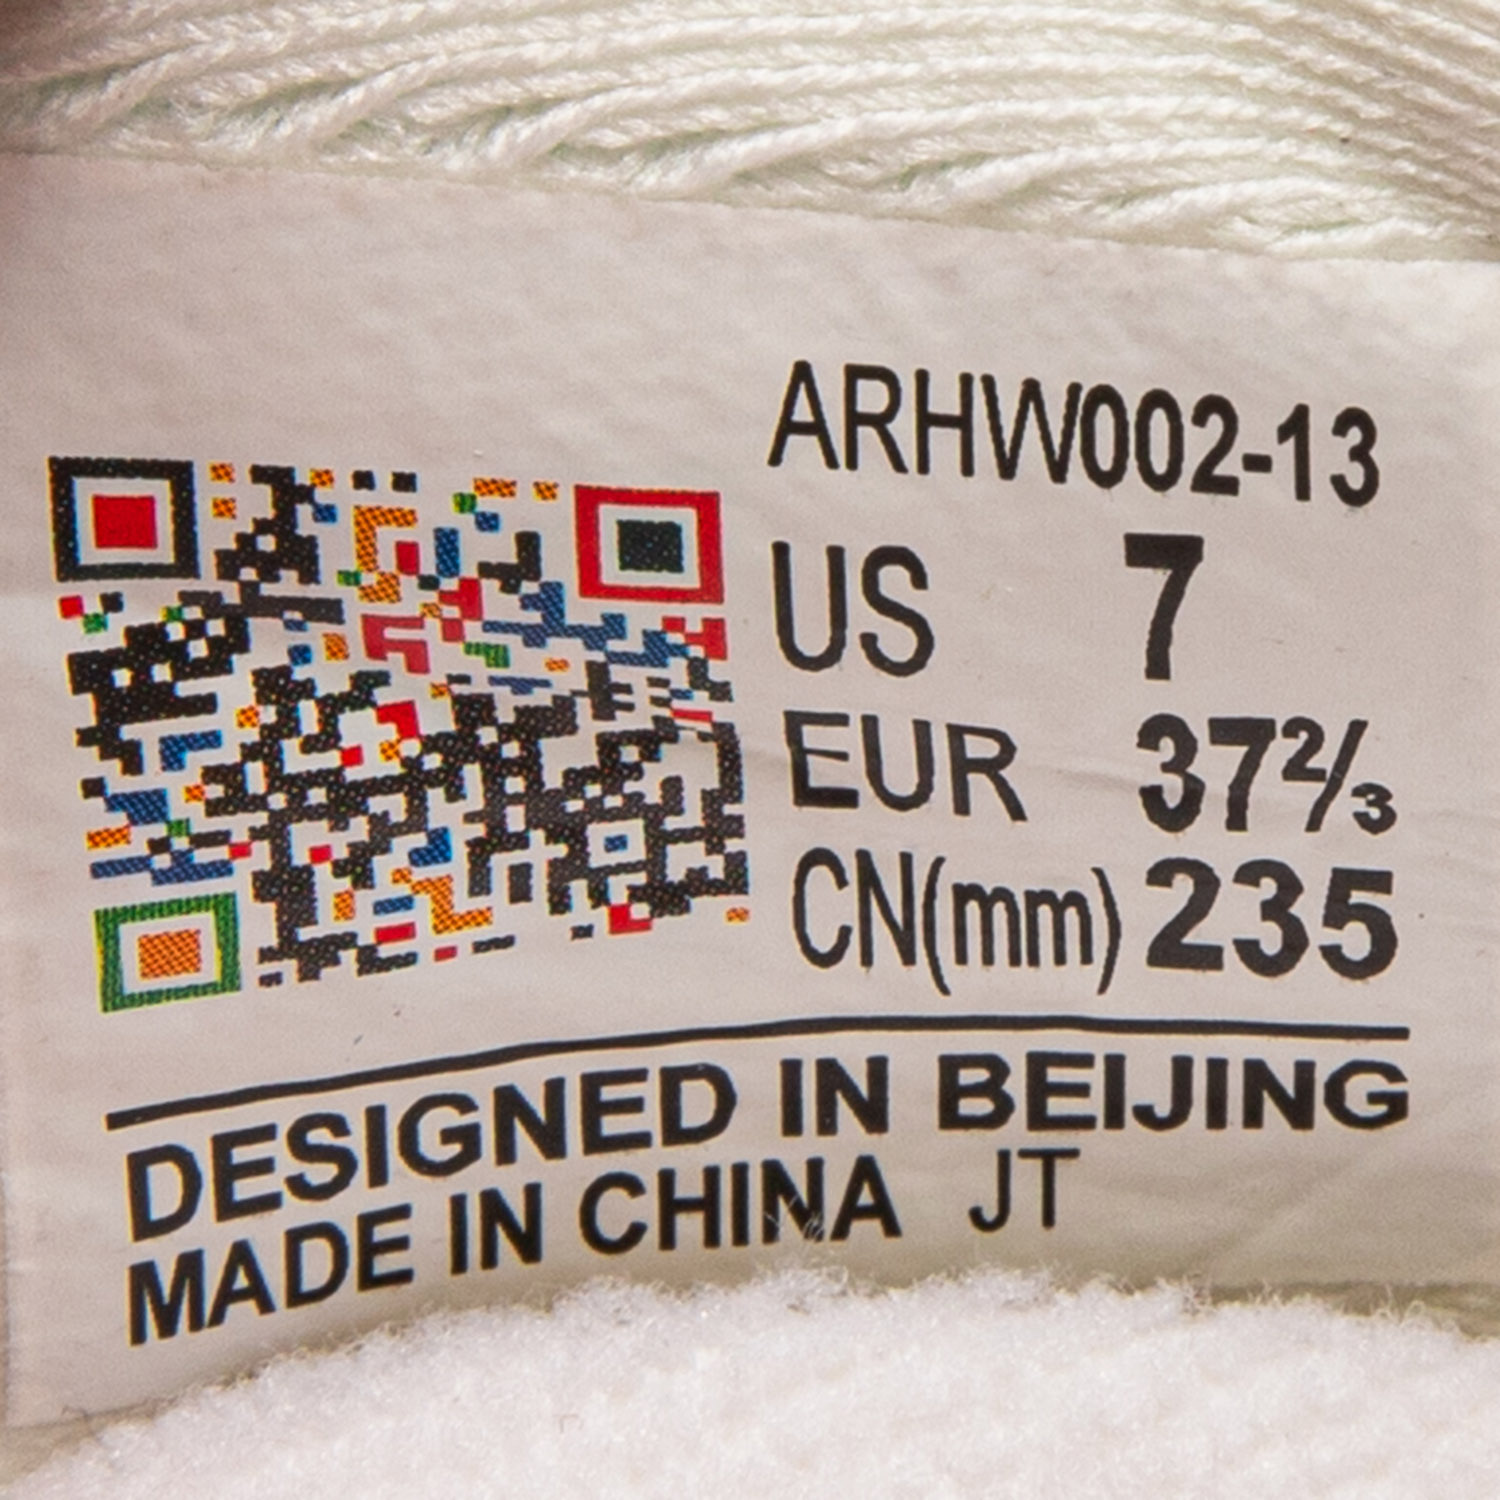 ARHW002-13
US 7
EUR 37⅔
CN(mm) 235
DESIGNED IN BEIJING
MADE IN CHINA JT